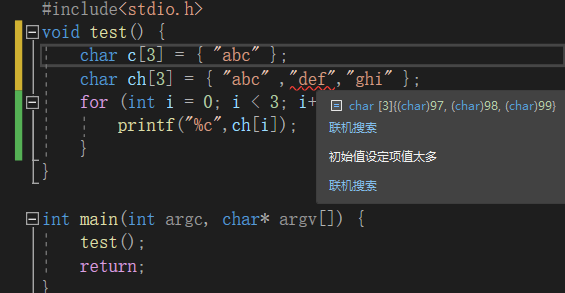 #include<stdio.h>
void test() {
char c[3] = { "abc" };
char ch[3] = { "abc" ,"def","ghi" };
for (int i = 0; i < 3; i+
char [3]{(char)97, (char)98, (char)99}
printf("%c",ch[i]);
联机搜索
}
初始值设定项值太多
}
联机搜索
int main(int argc, char* argv[]) {
test();
return;
}